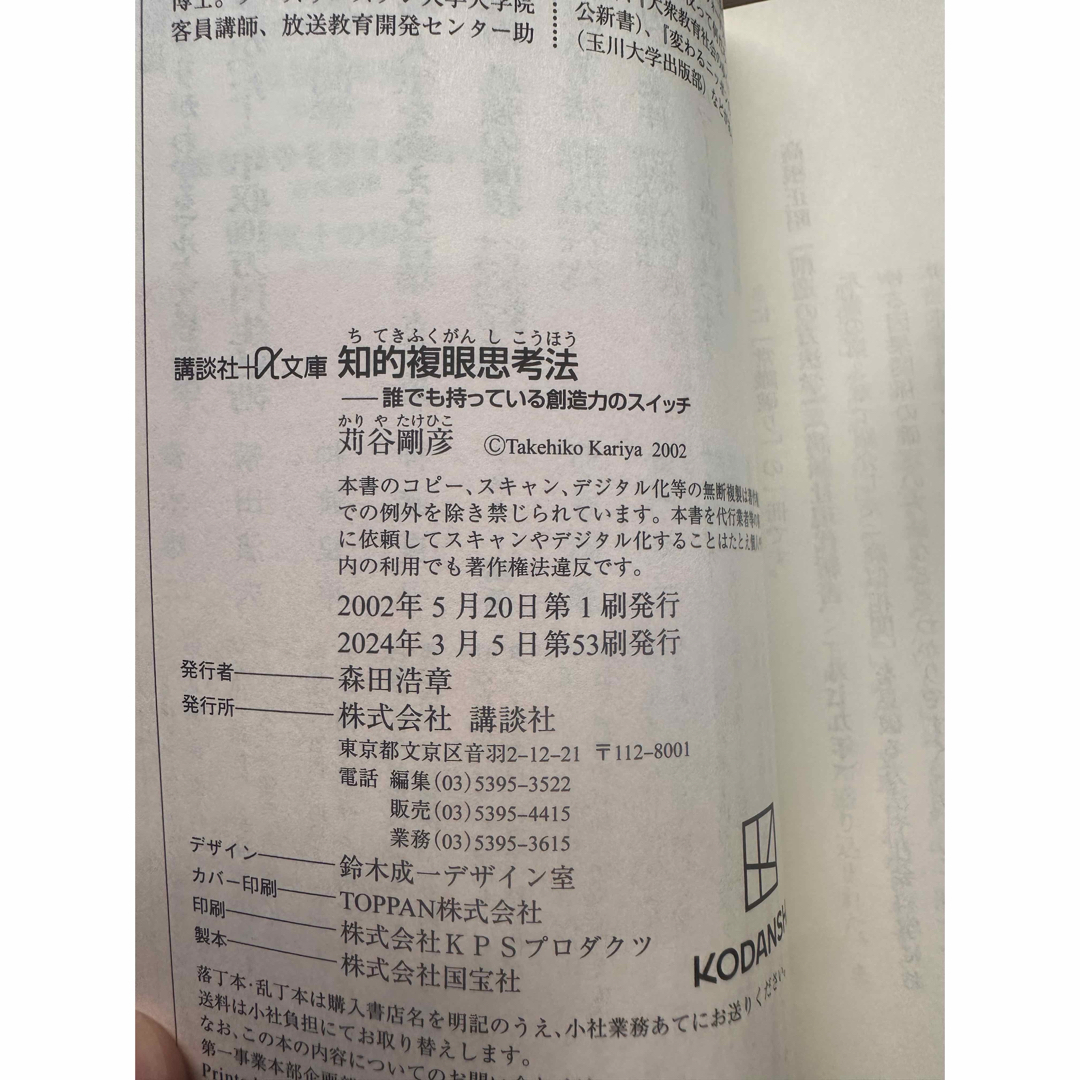 客員講師、放送教育開発センター助
公新書)、『変わるニッポ
(玉川大学出版部)など
ち てきふくがん し こうほう
講談社+α文庫 知的複眼思考法
――誰でも持っている創造力のスイッチ
かり や たけひこ
苅谷剛彦 ©Takehiko Kariya 2002
本書のコピー、スキャン、デジタル化等の無断複製は著作権
での例外を除き禁じられています。本書を代行業者等の
に依頼してスキャンやデジタル化することはたとえ個人や
内の利用でも著作権法違反です。
2002年5月20日第1刷発行
2024年3月5日第53刷発行
発行者――森田浩章
発行所――株式会社 講談社
東京都文京区音羽2-12-21 〒112-8001
電話 編集(03)5395-3522
販売(03)5395-4415
業務(03)5395-3615
デザイン――鈴木成一デザイン室
カバー印刷――TOPPAN株式会社
印刷――株式会社KPSプロダクツ
製本――株式会社国宝社
KODANSH
落丁本・乱丁本は購入書店名を明記のうえ、小社業務あてにお送りください。
送料は小社負担にてお取り替えします。
なお、この本の内容についてのお問い合
第一事業本部企画部
Printe